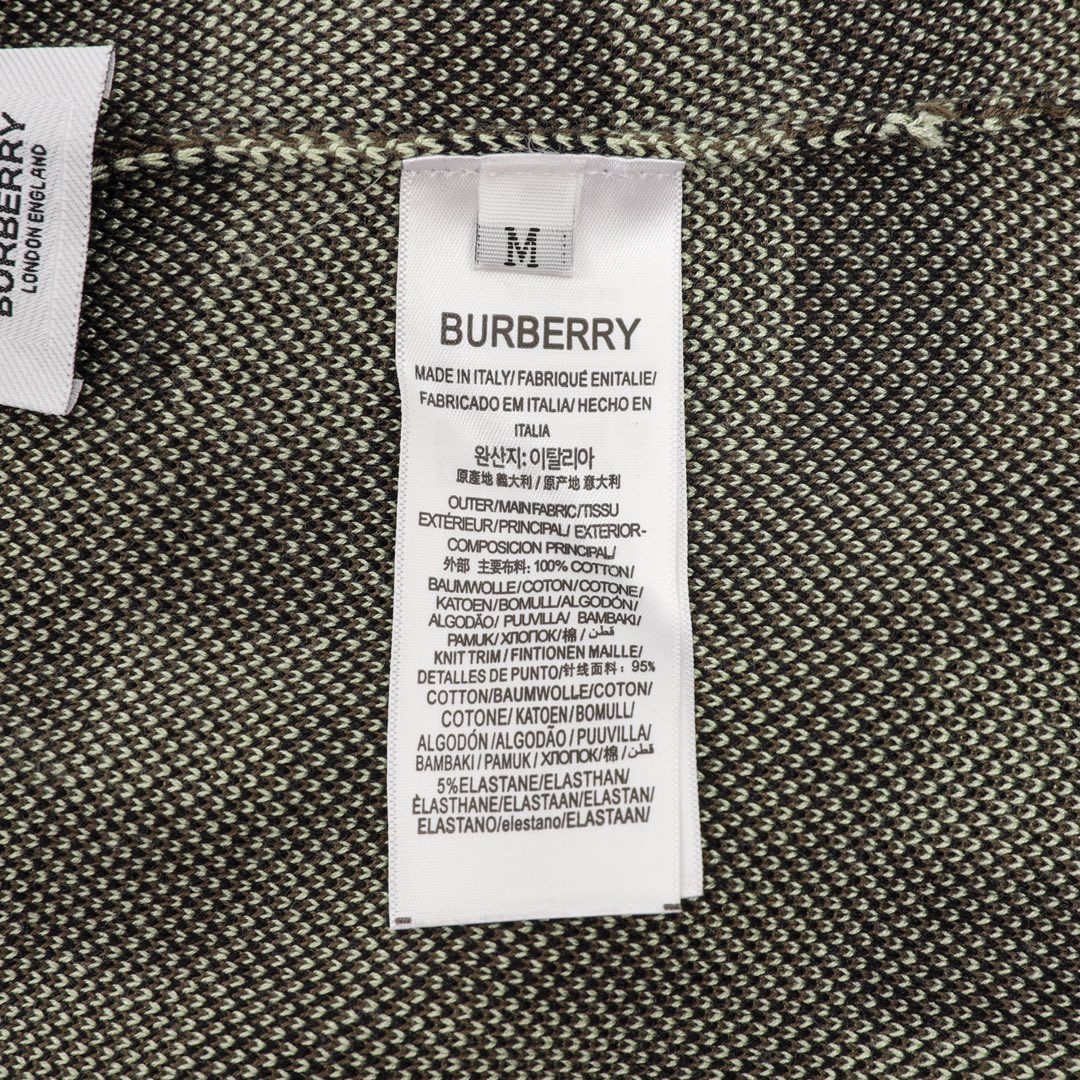 BURBERRY
LONDON ENGLAND
M
BURBERRY
MADE IN ITALY/ FABRIQUÉ ENITALIE/
FABRICADO EM ITALIA/ HECHO EN
ITALIA
완산지: 이탈리아
原產地 義大利 / 原产地 意大利
OUTER/MAIN FABRIC/TISSU
EXTÉRIEUR/PRINCIPAL/ EXTERIOR-
COMPOSICION PRINCIPAL/
外部 主要布料: 100% COTTON/
BAUMWOLLE/COTON/COTONE/
KATOEN/BOMULL/ALGODÓN/
ALGODÃO/ PUUVILLA/ BAMBAKI/
PAMUK/ХЛОПОК/棉 / قطن/
KNIT TRIM / FINTIONEN MAILLE/
DETALLES DE PUNTO/针线面料: 95%
COTTON/BAUMWOLLE/COTON/
COTONE/ KATOEN/BOMULL/
ALGODÓN /ALGODÃO / PUUVILLA/
BAMBAKI / PAMUK / ХЛОПОК/棉 / قطن/
5%ELASTANE/ELASTHAN/
ÈLASTHANE/ELASTAAN/ELASTAN/
ELASTANO/elestano/ELASTAAN/